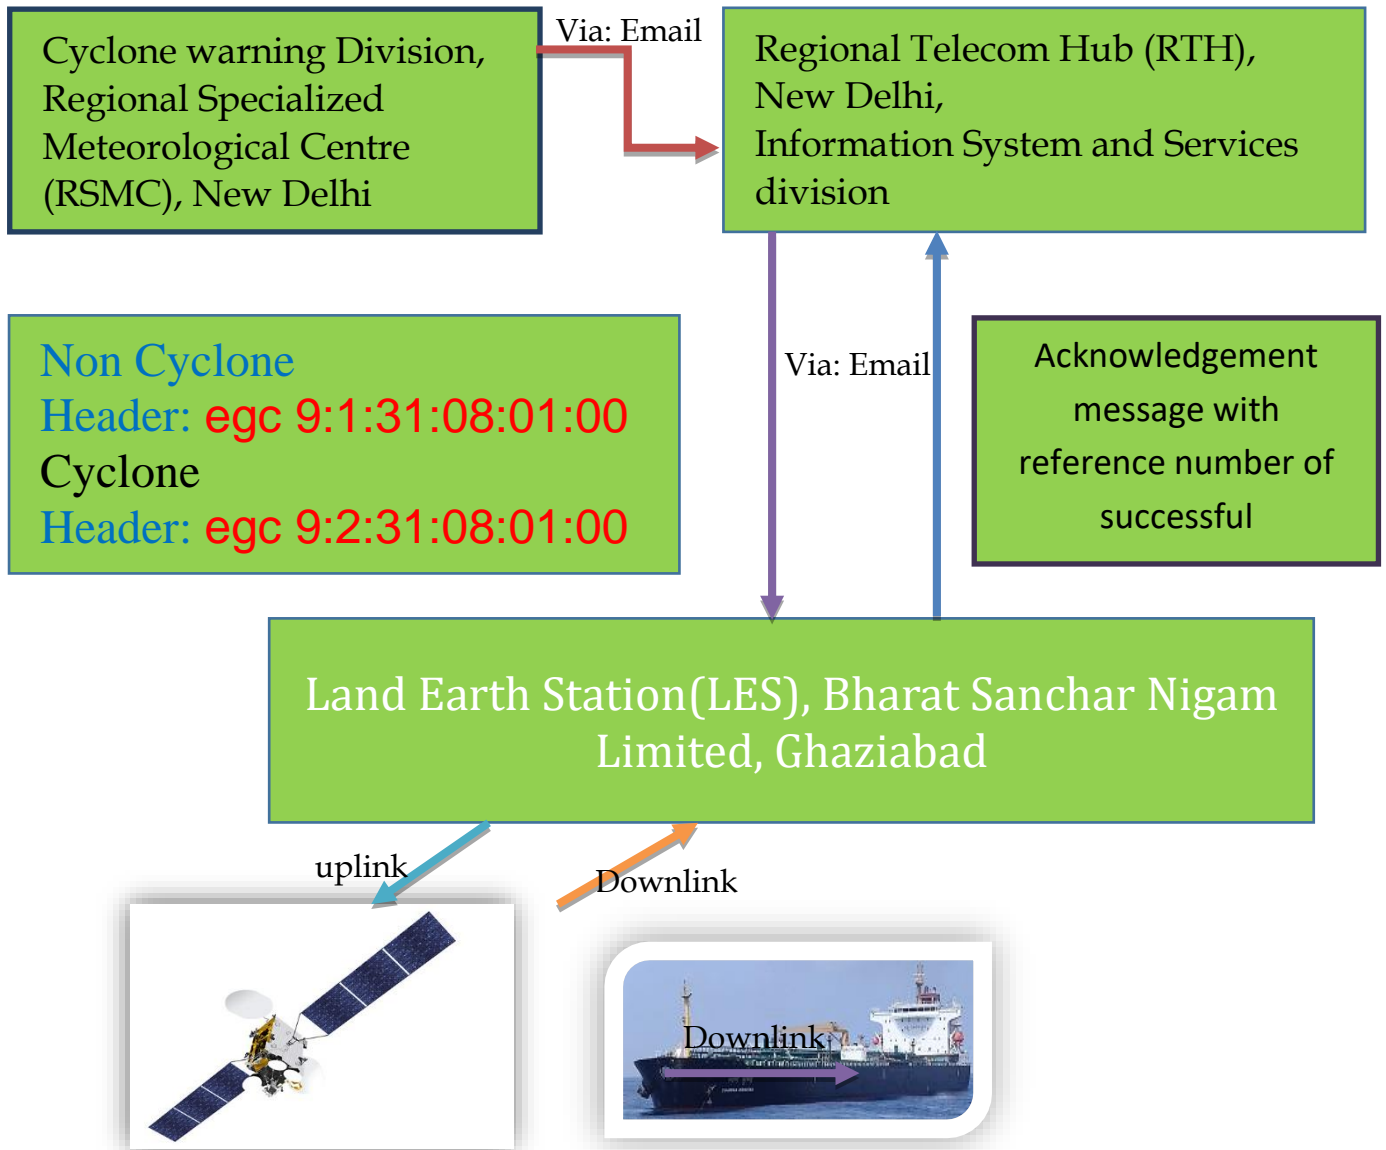 Cyclone warning Division,
Regional Specialized
Meteorological Centre
(RSMC), New Delhi
Via: Email
Regional Telecom Hub (RTH),
New Delhi,
Information System and Services
division
Non Cyclone
Header: egc 9:1:31:08:01:00
Cyclone
Header: egc 9:2:31:08:01:00
Via: Email
Acknowledgement
message with
reference number of
successful
Land Earth Station(LES), Bharat Sanchar Nigam
Limited, Ghaziabad
uplink
Downlink
Downlink